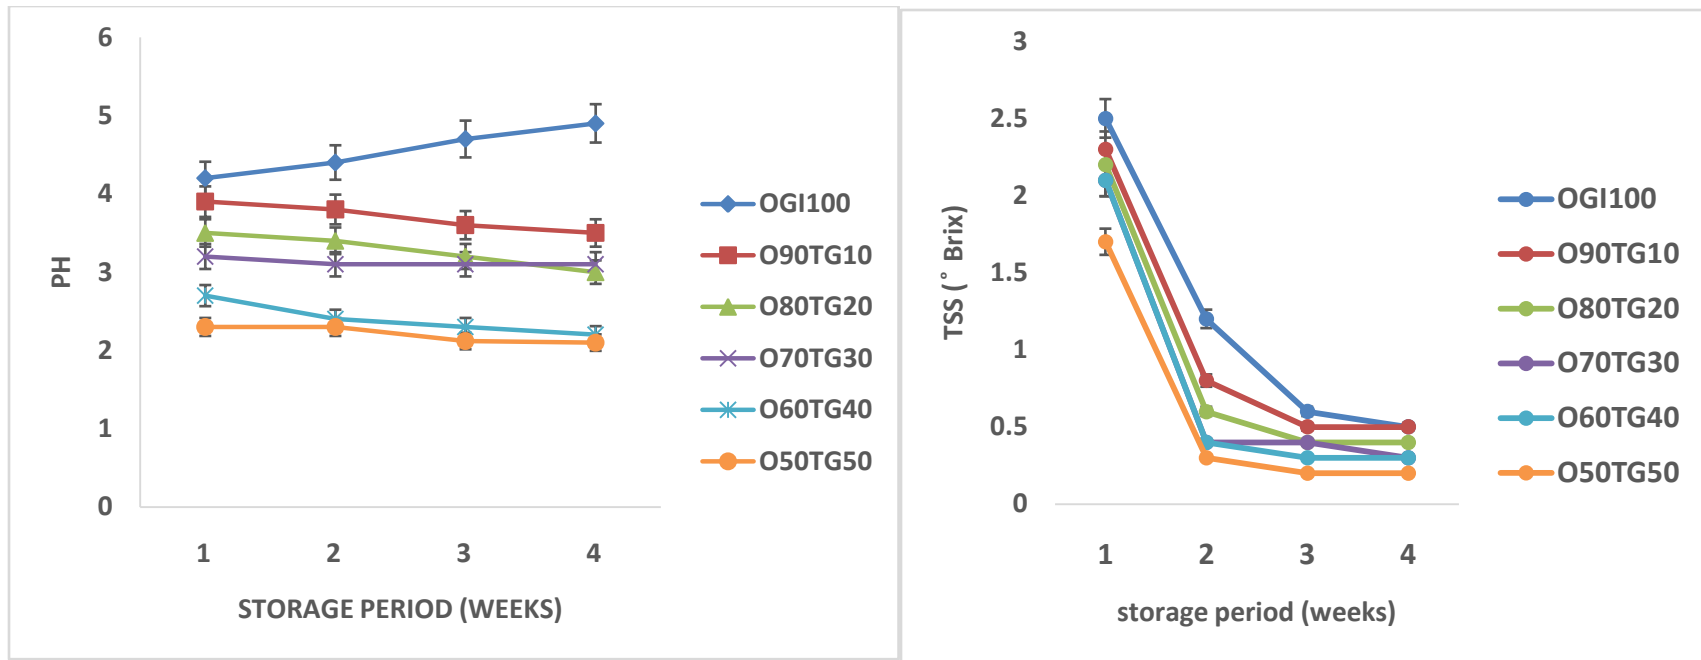 6
5
4
3
2
1
0
PH
1 2 3 4
STORAGE PERIOD (WEEKS)
OGI100
O90TG10
O80TG20
O70TG30
O60TG40
O50TG50
3
2.5
2
1.5
1
0.5
0
TSS (˚ Brix)
1 2 3 4
storage period (weeks)
OGI100
O90TG10
O80TG20
O70TG30
O60TG40
O50TG50